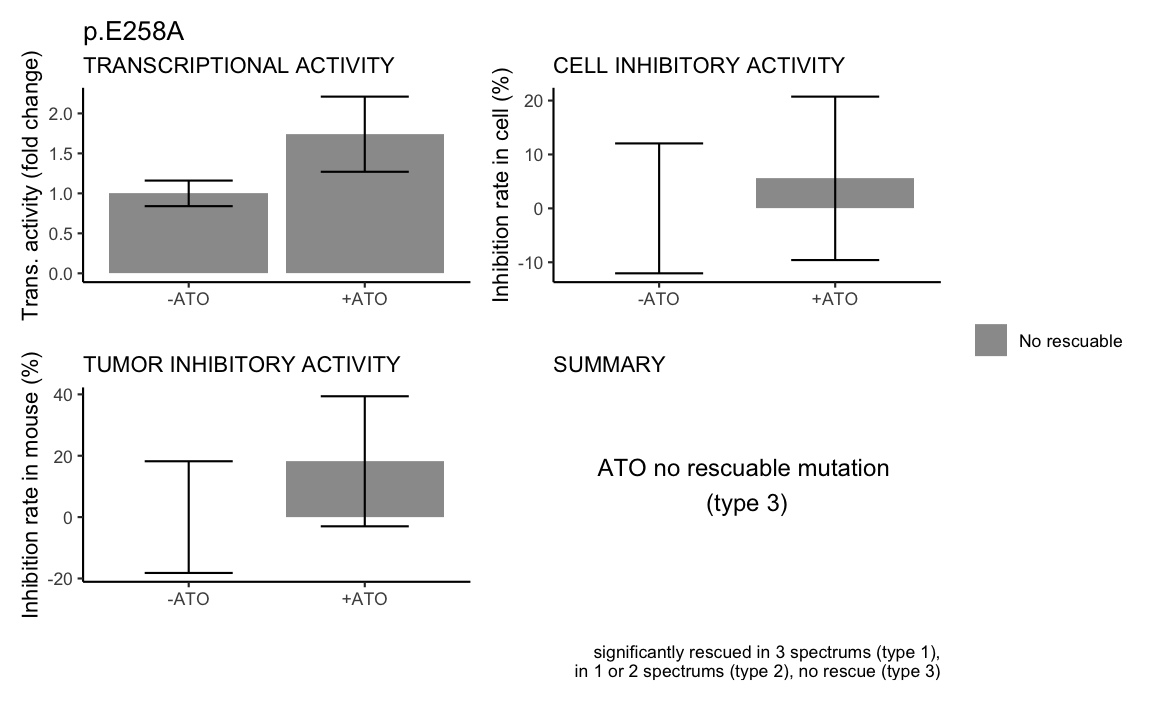 p.E258A
TRANSCRIPTIONAL ACTIVITY
Trans. activity (fold change)
2.0
1.5
1.0
0.5
0.0
-ATO
+ATO
CELL INHIBITORY ACTIVITY
Inhibition rate in cell (%)
20
10
0
-10
-ATO
+ATO
No rescuable
TUMOR INHIBITORY ACTIVITY
Inhibition rate in mouse (%)
40
20
0
-20
-ATO
+ATO
SUMMARY
ATO no rescuable mutation
(type 3)
significantly rescued in 3 spectrums (type 1),
in 1 or 2 spectrums (type 2), no rescue (type 3)